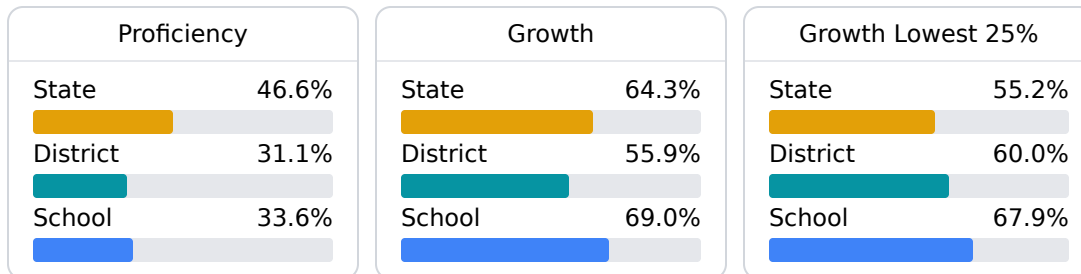 Proficiency
State 46.6%
District 31.1%
School 33.6%
Growth
State 64.3%
District 55.9%
School 69.0%
Growth Lowest 25%
State 55.2%
District 60.0%
School 67.9%